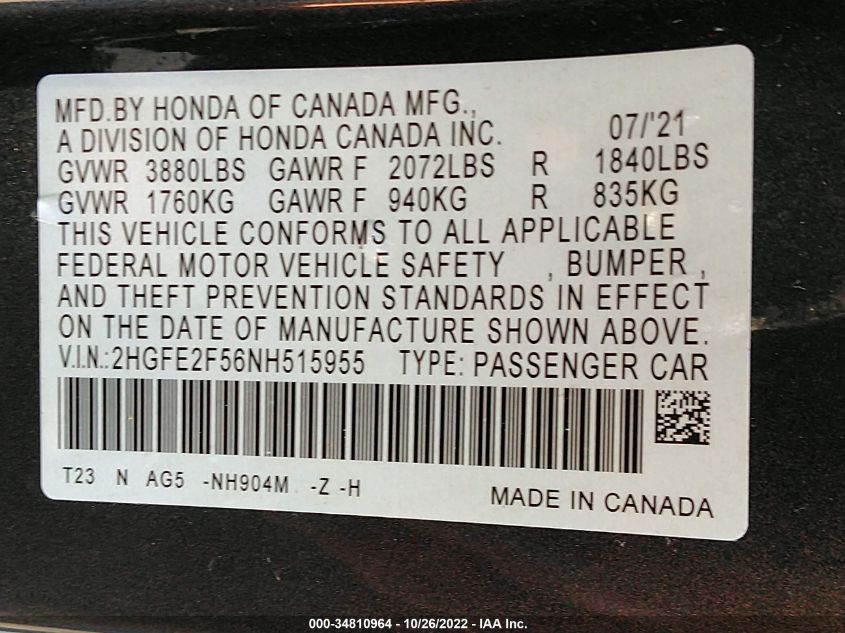 MFD.BY HONDA OF CANADA MFG.,
A DIVISION OF HONDA CANADA INC. 07/'21
GVWR 3880LBS GAWR F 2072LBS R 1840LBS
GVWR 1760KG GAWR F 940KG R 835KG
THIS VEHICLE CONFORMS TO ALL APPLICABLE
FEDERAL MOTOR VEHICLE SAFETY , BUMPER ,
AND THEFT PREVENTION STANDARDS IN EFFECT
ON THE DATE OF MANUFACTURE SHOWN ABOVE.
V.I.N.:2HGFE2F56NH515955 TYPE: PASSENGER CAR
T23 N AG5 -NH904M -Z -H
MADE IN CANADA
000-34810964 - 10/26/2022 - IAA Inc.